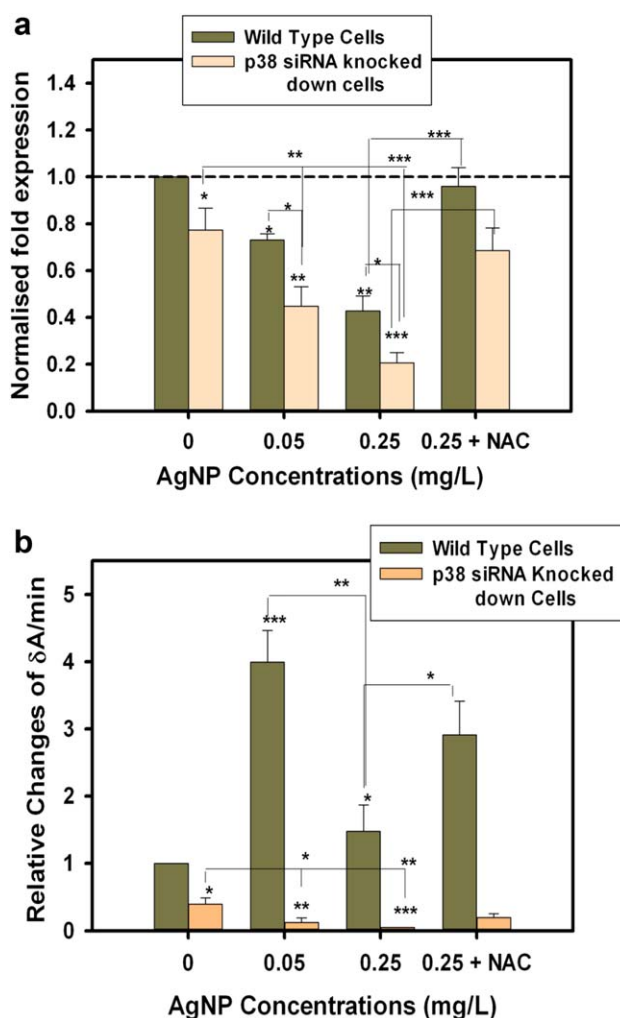 a
Wild Type Cells
p38 siRNA knocked
down cells
Normalised fold expression
1.4
1.2
1.0
0.8
0.6
0.4
0.2
0.0
*
**
***
***
*
*
**
*
**
***
***
0 0.05 0.25 0.25 + NAC
AgNP Concentrations (mg/L)
b
Wild Type Cells
p38 siRNA Knocked
down Cells
Relative Changes of δA/min
5
4
3
2
1
0
**
***
*
*
*
**
*
**
***
0 0.05 0.25 0.25 + NAC
AgNP Concentrations (mg/L)